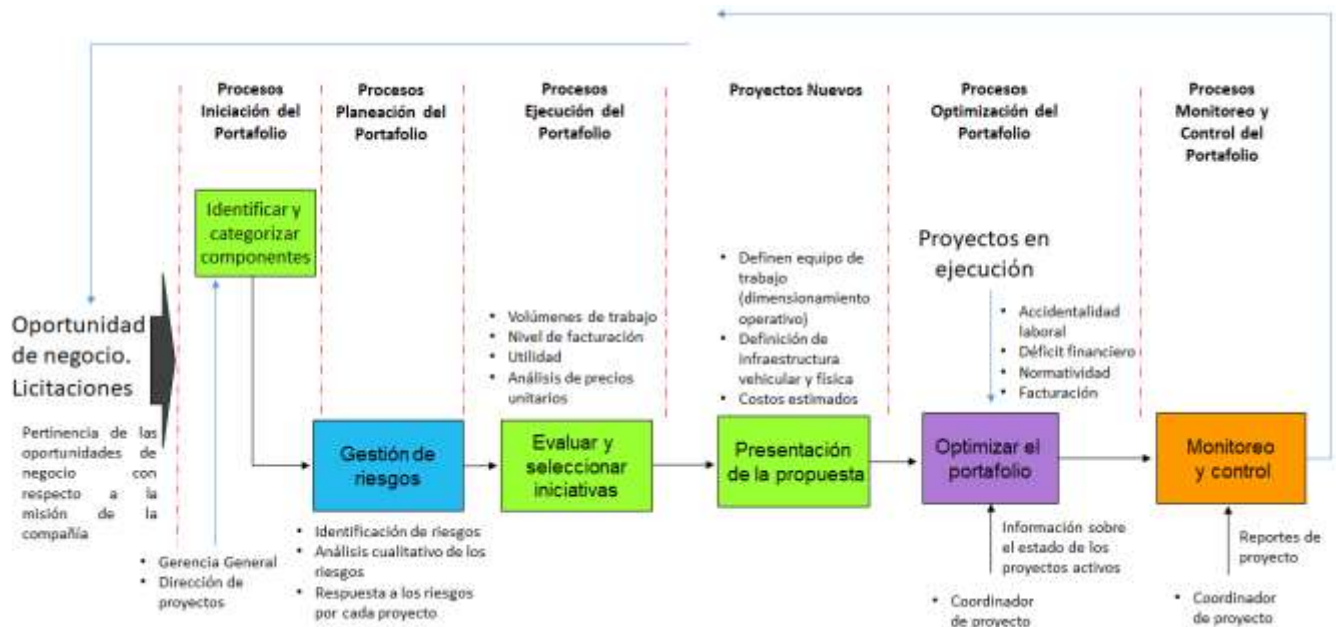 Procesos
Iniciación del
Portafolio
Procesos
Planeación del
Portafolio
Procesos
Ejecución del
Portafolio
Proyectos Nuevos
Procesos
Optimización del
Portafolio
Procesos
Monitoreo y
Control del
Portafolio
Oportunidad
de negocio.
Licitaciones
Pertinencia de las
oportunidades de
negocio con
respecto a la
misión de la
compañía
Identificar y
categorizar
componentes
• Gerencia General
• Dirección de
proyectos
Gestión de
riesgos
• Identificación de riesgos
• Análisis cualitativo de los
riesgos
• Respuesta a los riesgos
por cada proyecto
• Volúmenes de trabajo
• Nivel de facturación
• Utilidad
• Análisis de precios
unitarios
Evaluar y
seleccionar
iniciativas
• Definen equipo de
trabajo
(dimensionamiento
operativo)
• Definición de
infraestructura
vehicular y física
• Costos estimados
Presentación
de la propuesta
Proyectos en
ejecución
• Accidentalidad
laboral
• Déficit financiero
• Normatividad
• Facturación
Optimizar el
portafolio
Información sobre
el estado de los
proyectos activos
• Coordinador
de proyecto
Monitoreo
y control
Reportes de
proyecto
• Coordinador
de proyecto